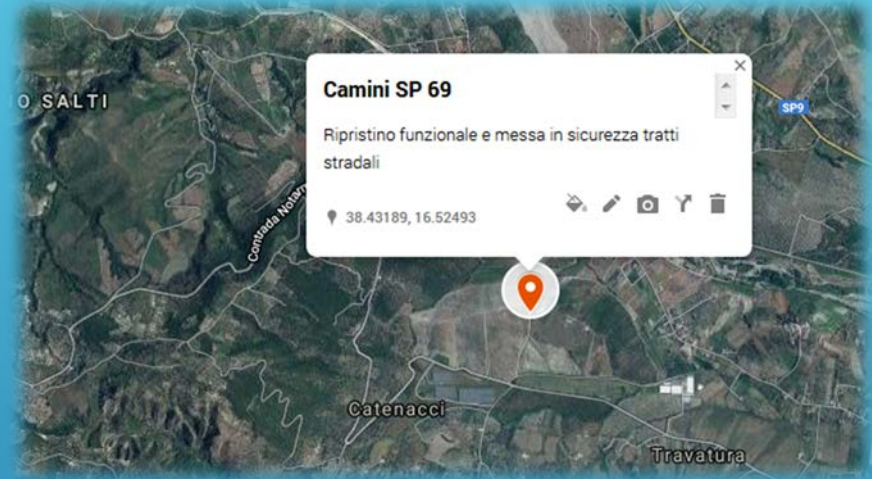 O SALTI
Camini SP 69
Ripristino funzionale e messa in sicurezza tratti
stradali
38.43189, 16.52493
SP9
Contrada Notarn
Catenacci
Travatura